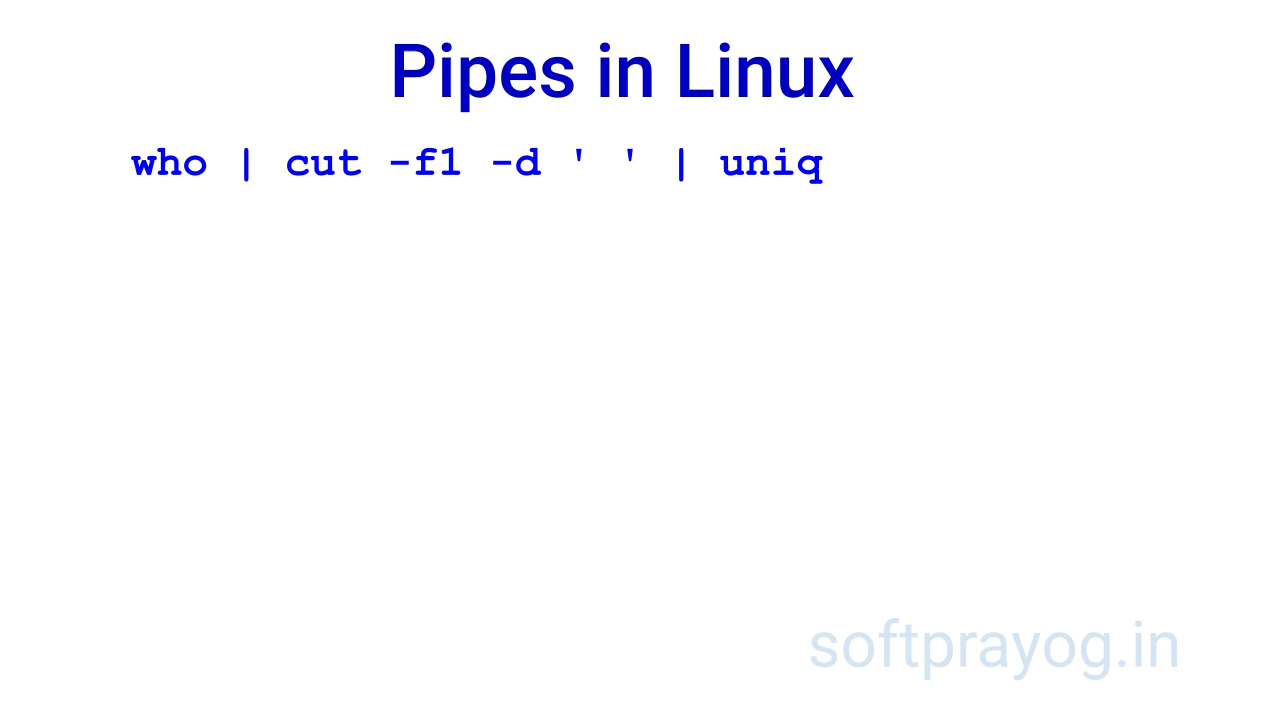 Pipes in Linux
who | cut -f1 -d ' ' | uniq
softprayog.in